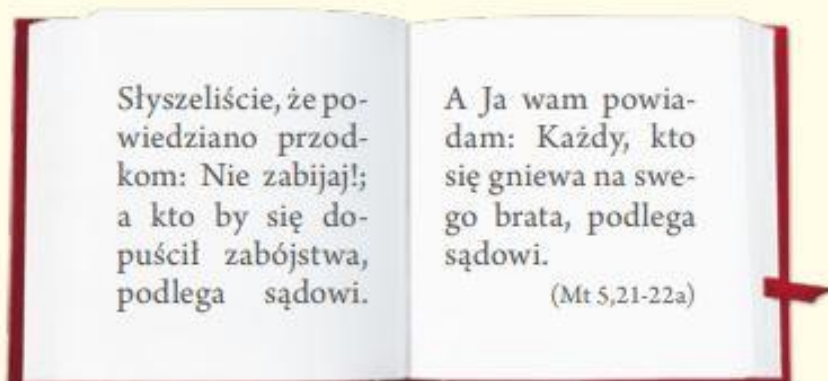 Słyszeliście, że po-
wiedziano przod-
kom: Nie zabijaj!;
a kto by się do-
puścił zabójstwa,
podlega sądowi.
A Ja wam powia-
dam: Każdy, kto
się gniewa na swe-
go brata, podlega
sądowi.
(Mt 5,21-22a)